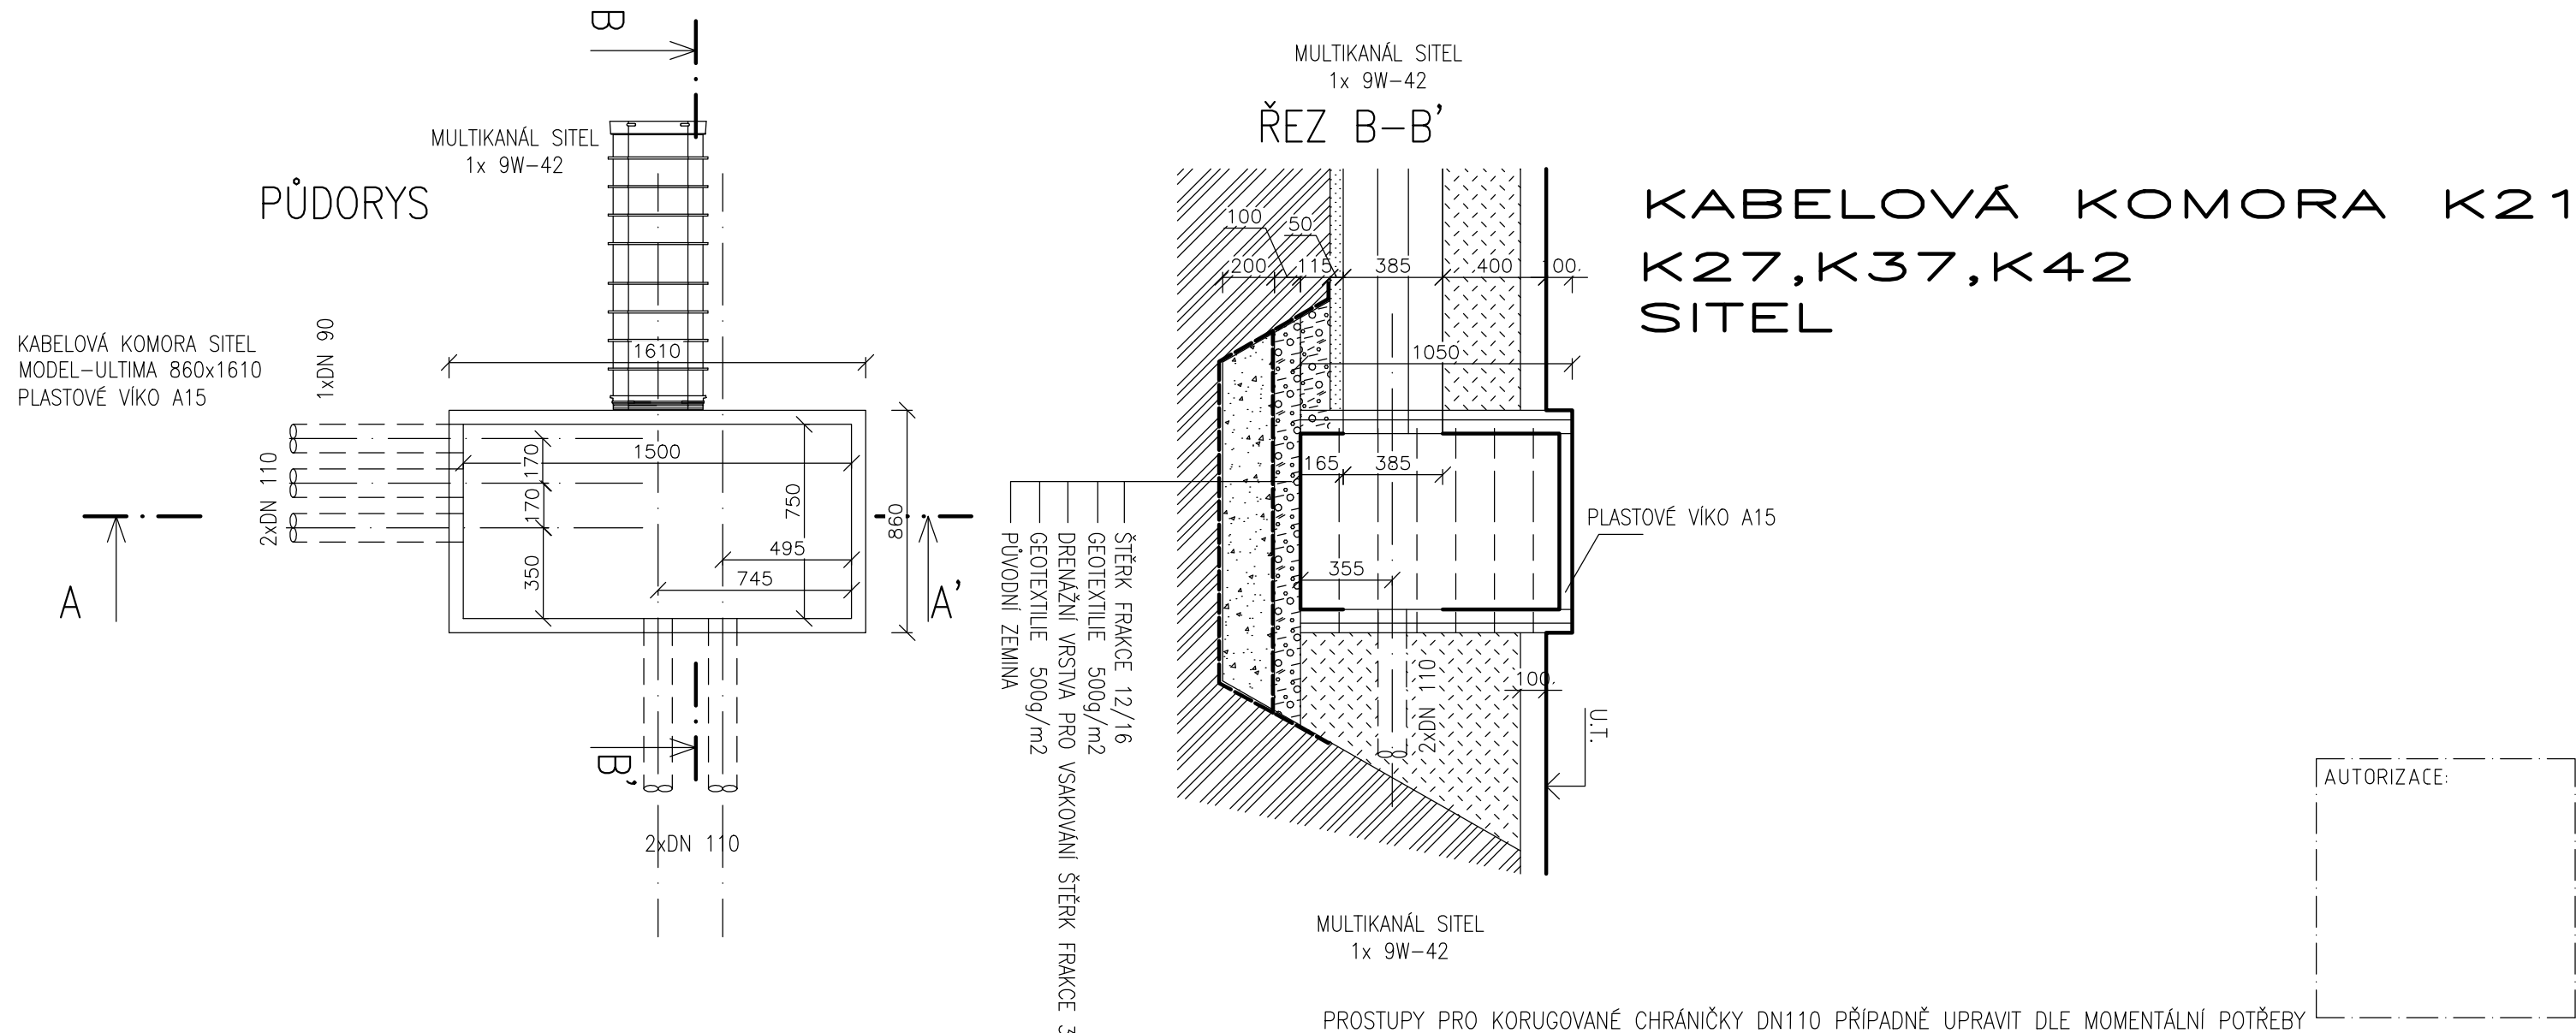 B
MULTIKANÁL SITEL
1x 9W-42
PŮDORYS
KABELOVÁ KOMORA SITEL
MODEL-ULTIMA 860x1610
PLASTOVÉ VÍKO A15
1xDN 90
2xDN 110
1610
1500
170
170
350
750
860
495
745
A
A'
B'
2xDN 110
MULTIKANÁL SITEL
1x 9W-42
ŘEZ B-B'
100
50
200
115
385
400
00
1050
165
385
355
PLASTOVÉ VÍKO A15
2xDN 110
100
U.T.
ŠTĚRK FRAKCE 12/16
GEOTEXTILIE 500g/m2
DRENÁŽNÍ VRSTVA PRO VSAKOVÁNÍ ŠTĚRK FRAKCE
GEOTEXTILIE 500g/m2
PŮVODNÍ ZEMINA
MULTIKANÁL SITEL
1x 9W-42
KABELOVÁ KOMORA K21
K27,K37,K42
SITEL
AUTORIZACE:
PROSTUPY PRO KORUGOVANÉ CHRÁNIČKY DN110 PŘÍPADNĚ UPRAVIT DLE MOMENTÁLNÍ POTŘEBY